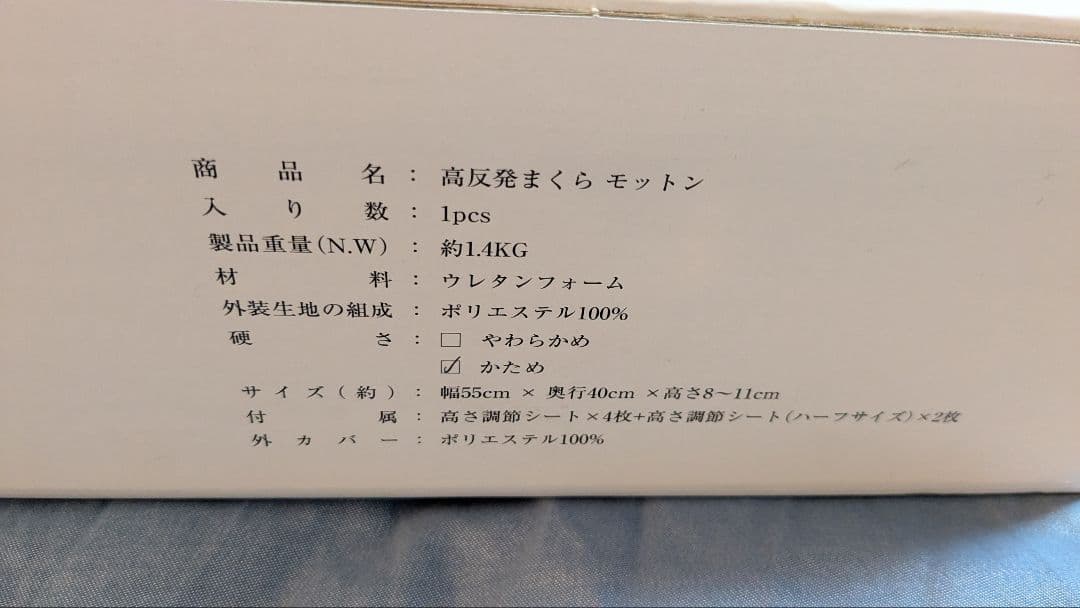 商品名：高反発まくら モットン
入り数：1pcs
製品重量(N.W)：約1.4KG
材料：ウレタンフォーム
外装生地の組成：ポリエステル100%
硬さ：□ やわらかめ
☑ かため
サイズ(約)：幅55cm × 奥行40cm ×高さ8～11cm
付属：高さ調節シート×4枚+高さ調節シート(ハーフサイズ)×2枚
外カバー：ポリエステル100%